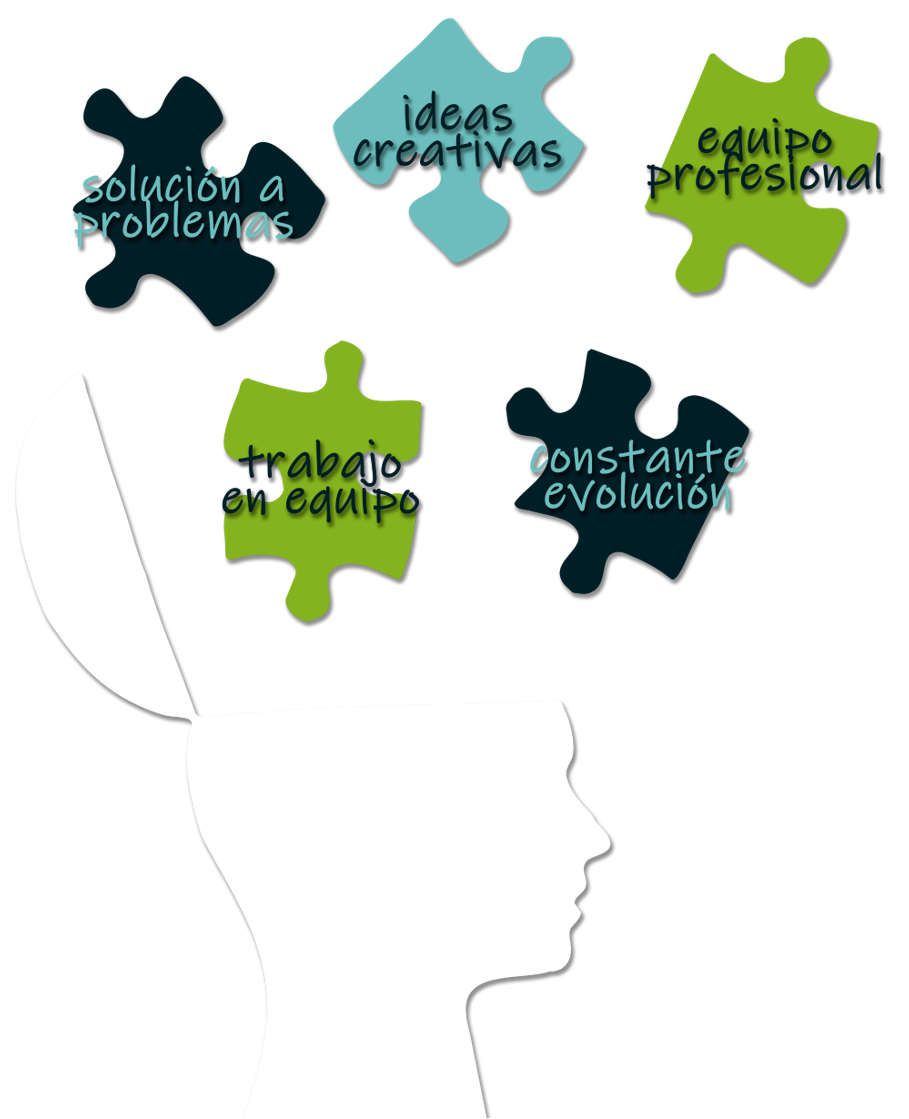 solución a
problemas
ideas
creativas
equipo
profesional
trabajo
en equipo
constante
evolución